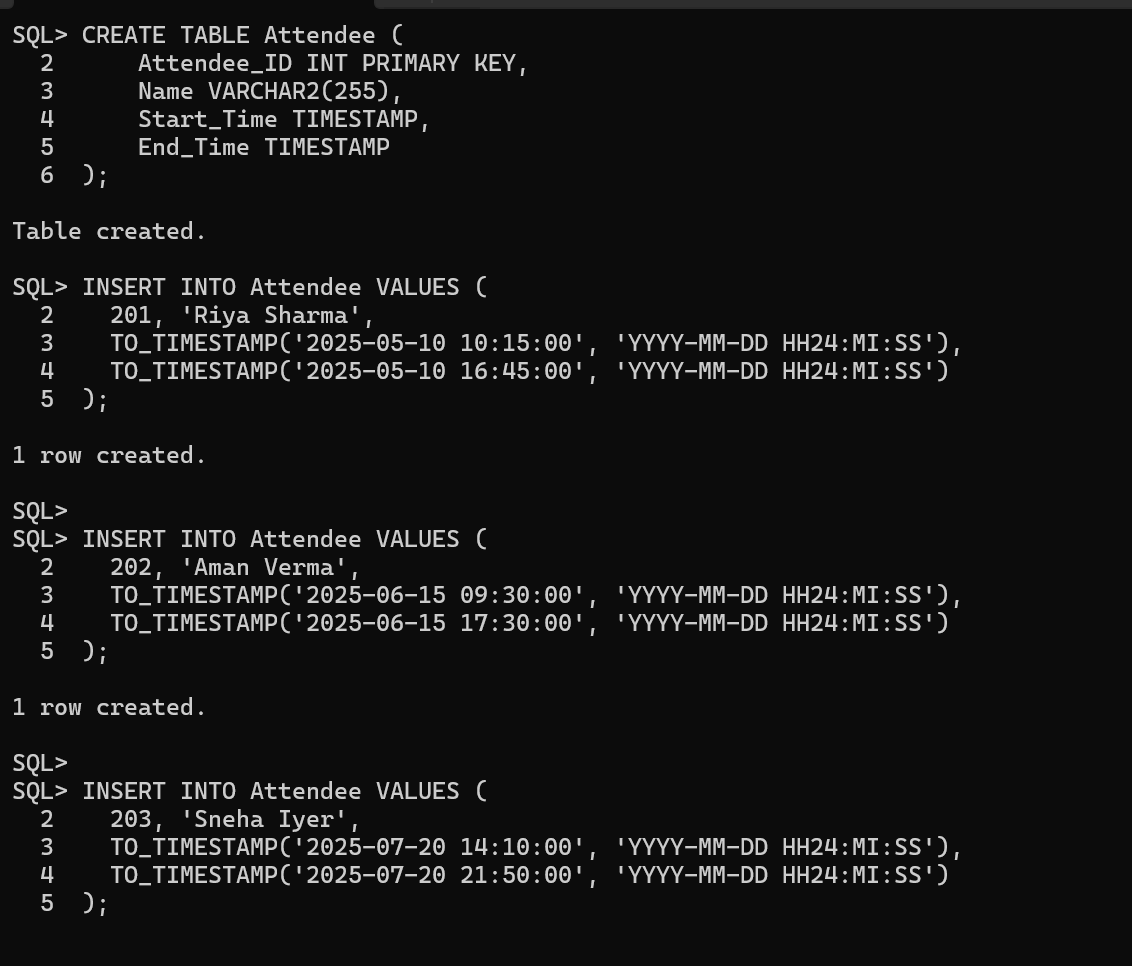 SQL> CREATE TABLE Attendee (
  2      Attendee_ID INT PRIMARY KEY,
  3      Name VARCHAR2(255),
  4      Start_Time TIMESTAMP,
  5      End_Time TIMESTAMP
  6  );

Table created.

SQL> INSERT INTO Attendee VALUES (
  2    201, 'Riya Sharma',
  3    TO_TIMESTAMP('2025-05-10 10:15:00', 'YYYY-MM-DD HH24:MI:SS'),
  4    TO_TIMESTAMP('2025-05-10 16:45:00', 'YYYY-MM-DD HH24:MI:SS')
  5  );

1 row created.

SQL>
SQL> INSERT INTO Attendee VALUES (
  2    202, 'Aman Verma',
  3    TO_TIMESTAMP('2025-06-15 09:30:00', 'YYYY-MM-DD HH24:MI:SS'),
  4    TO_TIMESTAMP('2025-06-15 17:30:00', 'YYYY-MM-DD HH24:MI:SS')
  5  );

1 row created.

SQL>
SQL> INSERT INTO Attendee VALUES (
  2    203, 'Sneha Iyer',
  3    TO_TIMESTAMP('2025-07-20 14:10:00', 'YYYY-MM-DD HH24:MI:SS'),
  4    TO_TIMESTAMP('2025-07-20 21:50:00', 'YYYY-MM-DD HH24:MI:SS')
  5  );